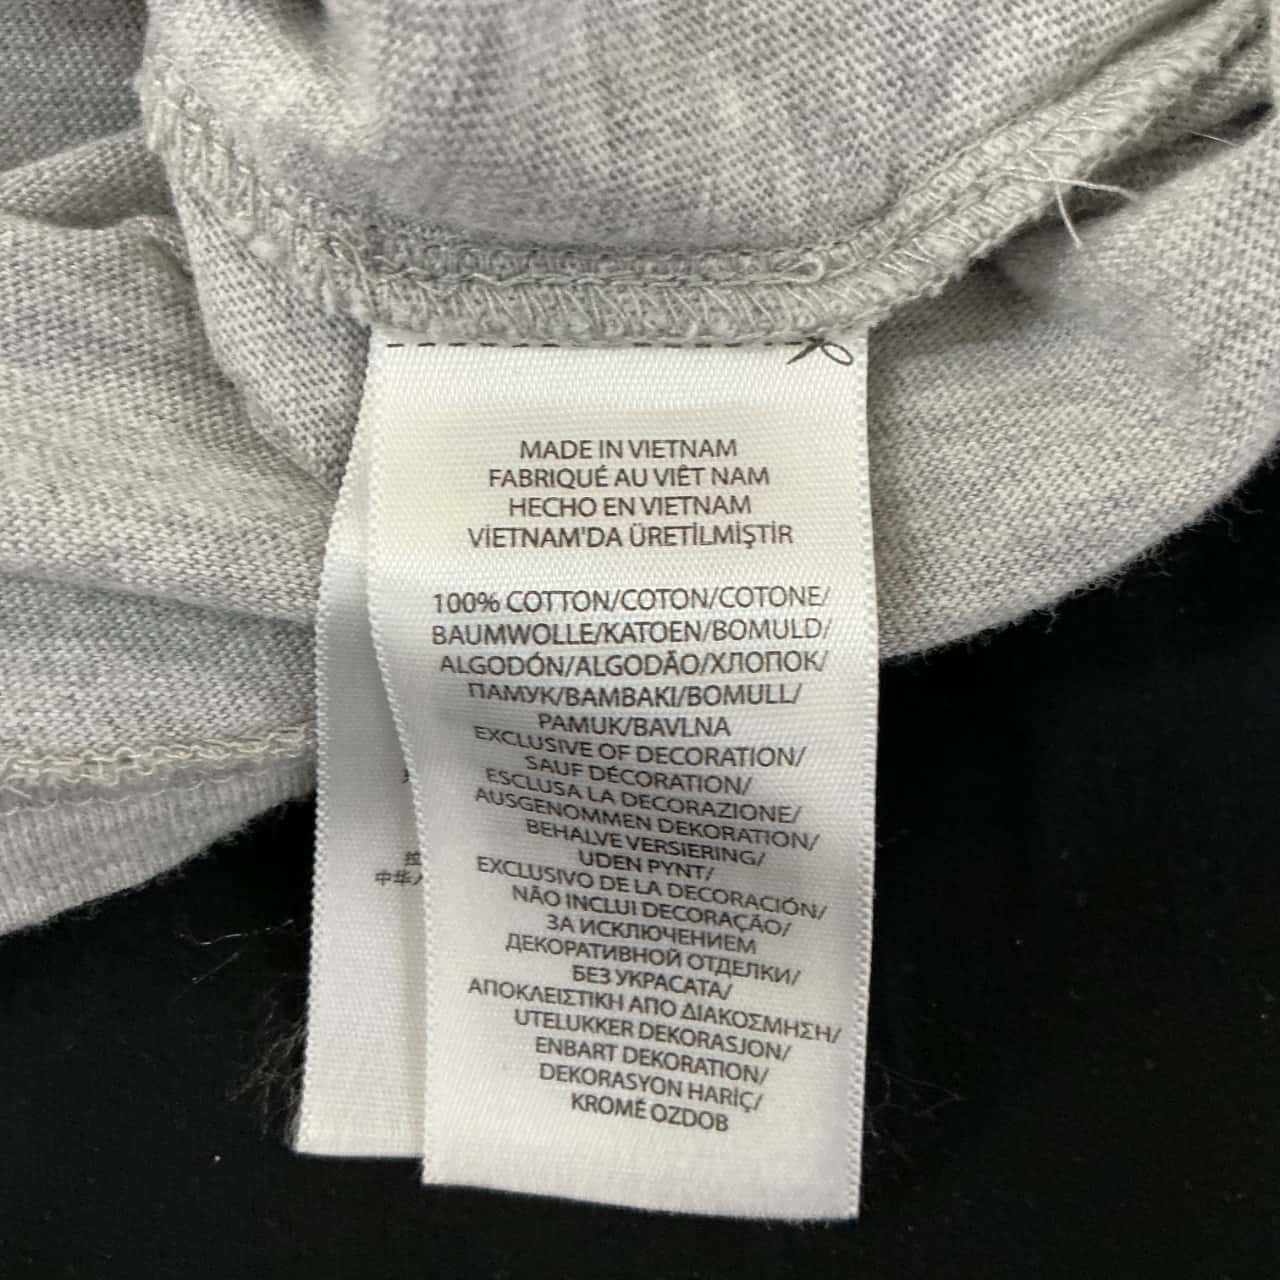 MADE IN VIETNAM
FABRIQUÉ AU VIÊT NAM
HECHO EN VIETNAM
VİETNAM'DA ÜRETİLMİŞTİR
100% COTTON/COTON/COTONE/
BAUMWOLLE/KATOEN/BOMULD/
ALGODÓN/ALGODÃO/ХЛОПОК/
ПАМУК/BAMBAKI/BOMULL/
PAMUK/BAVLNA
EXCLUSIVE OF DECORATION/
SAUF DÉCORATION/
ESCLUSA LA DECORAZIONE/
AUSGENOMMEN DEKORATION/
BEHALVE VERSIERING/
UDEN PYNT/
EXCLUSIVO DE LA DECORACIÓN/
NÃO INCLUI DECORAÇÃO/
ЗА ИСКЛЮЧЕНИЕМ
ДЕКОРАТИВНОЙ ОТДЕЛКИ/
БЕЗ УКРАСАТА/
ΑΠΟΚΛΕΙΣΤΙΚΗ ΑΠΟ ΔΙΑΚΟΣΜΗΣΗ/
UTELUKKER DEKORASJON/
ENBART DEKORATION/
DEKORASYON HARİÇ/
KROMÉ OZDOB